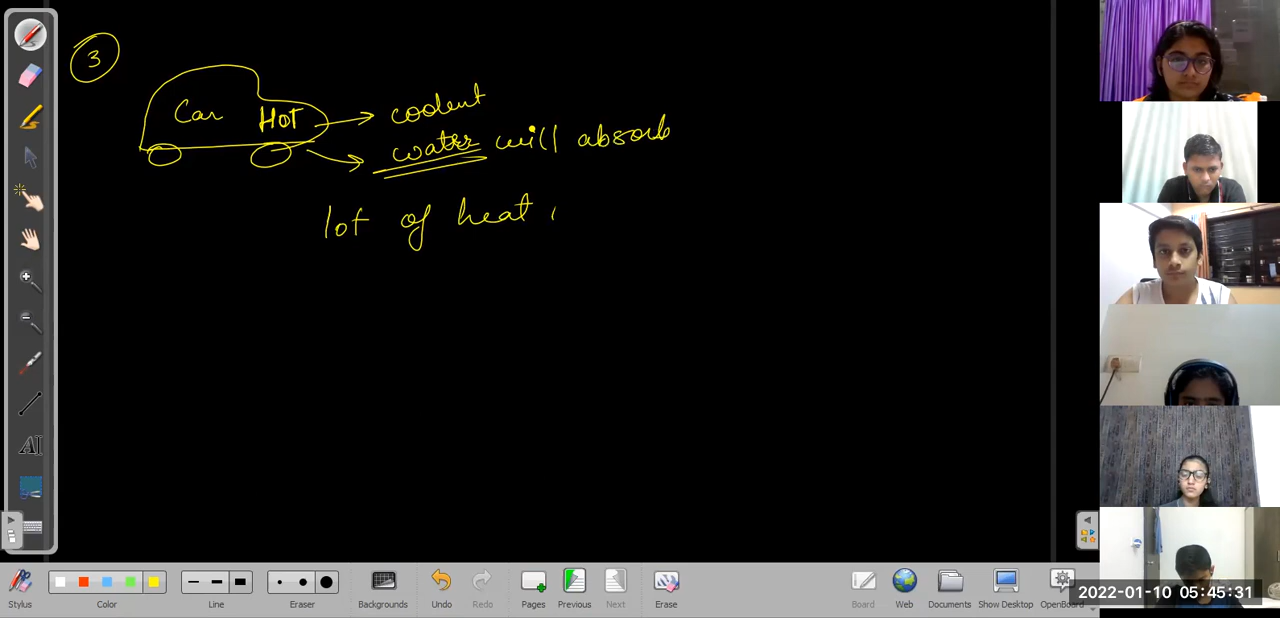 3
Car HOT
coolent
water will absorb
lot of heat,
AI
Stylus
Color
Line
Eraser
Backgrounds
Undo
Redo
Pages
Previous
Next
Erase
Board
Web
Documents
Show Desktop
OpenBoard
2022-01-10 05:45:31